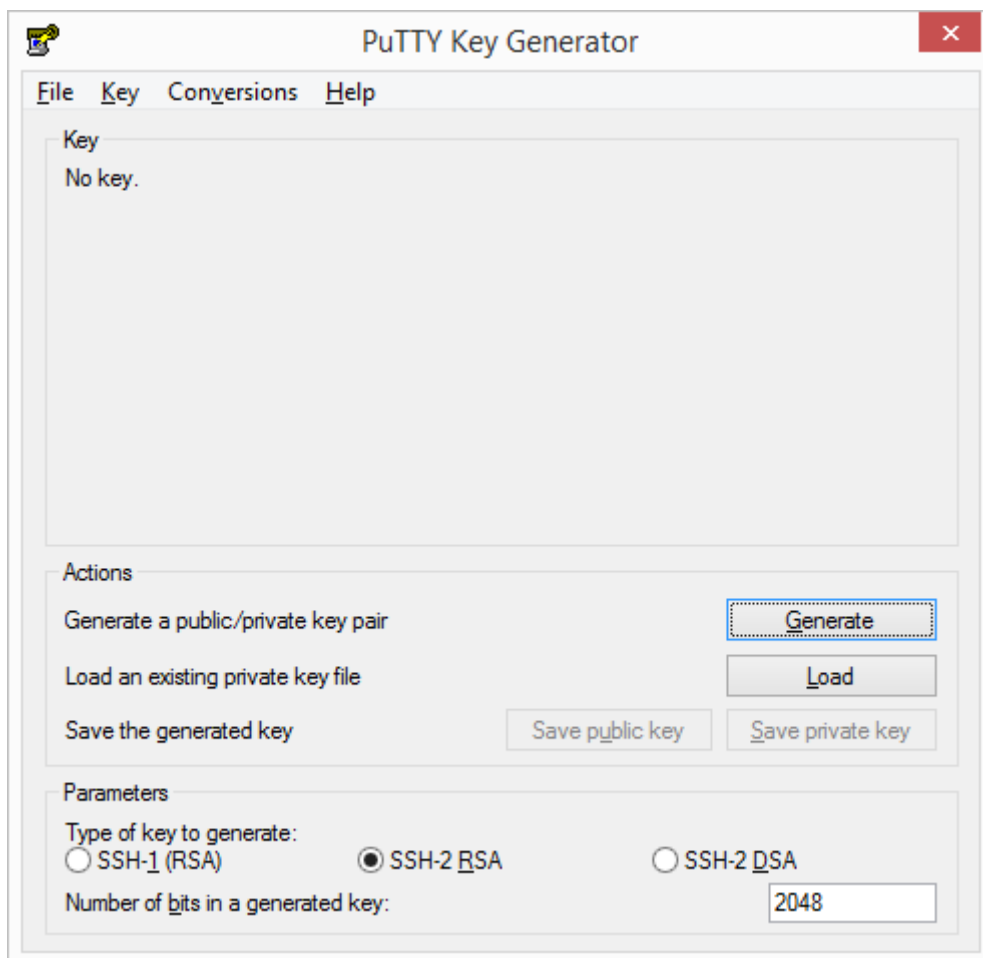 PuTTY Key Generator
File Key Conversions Help
Key
No key.
Actions
Generate a public/private key pair Generate
Load an existing private key file Load
Save the generated key Save public key Save private key
Parameters
Type of key to generate:
SSH-1 (RSA) SSH-2 RSA SSH-2 DSA
Number of bits in a generated key: 2048